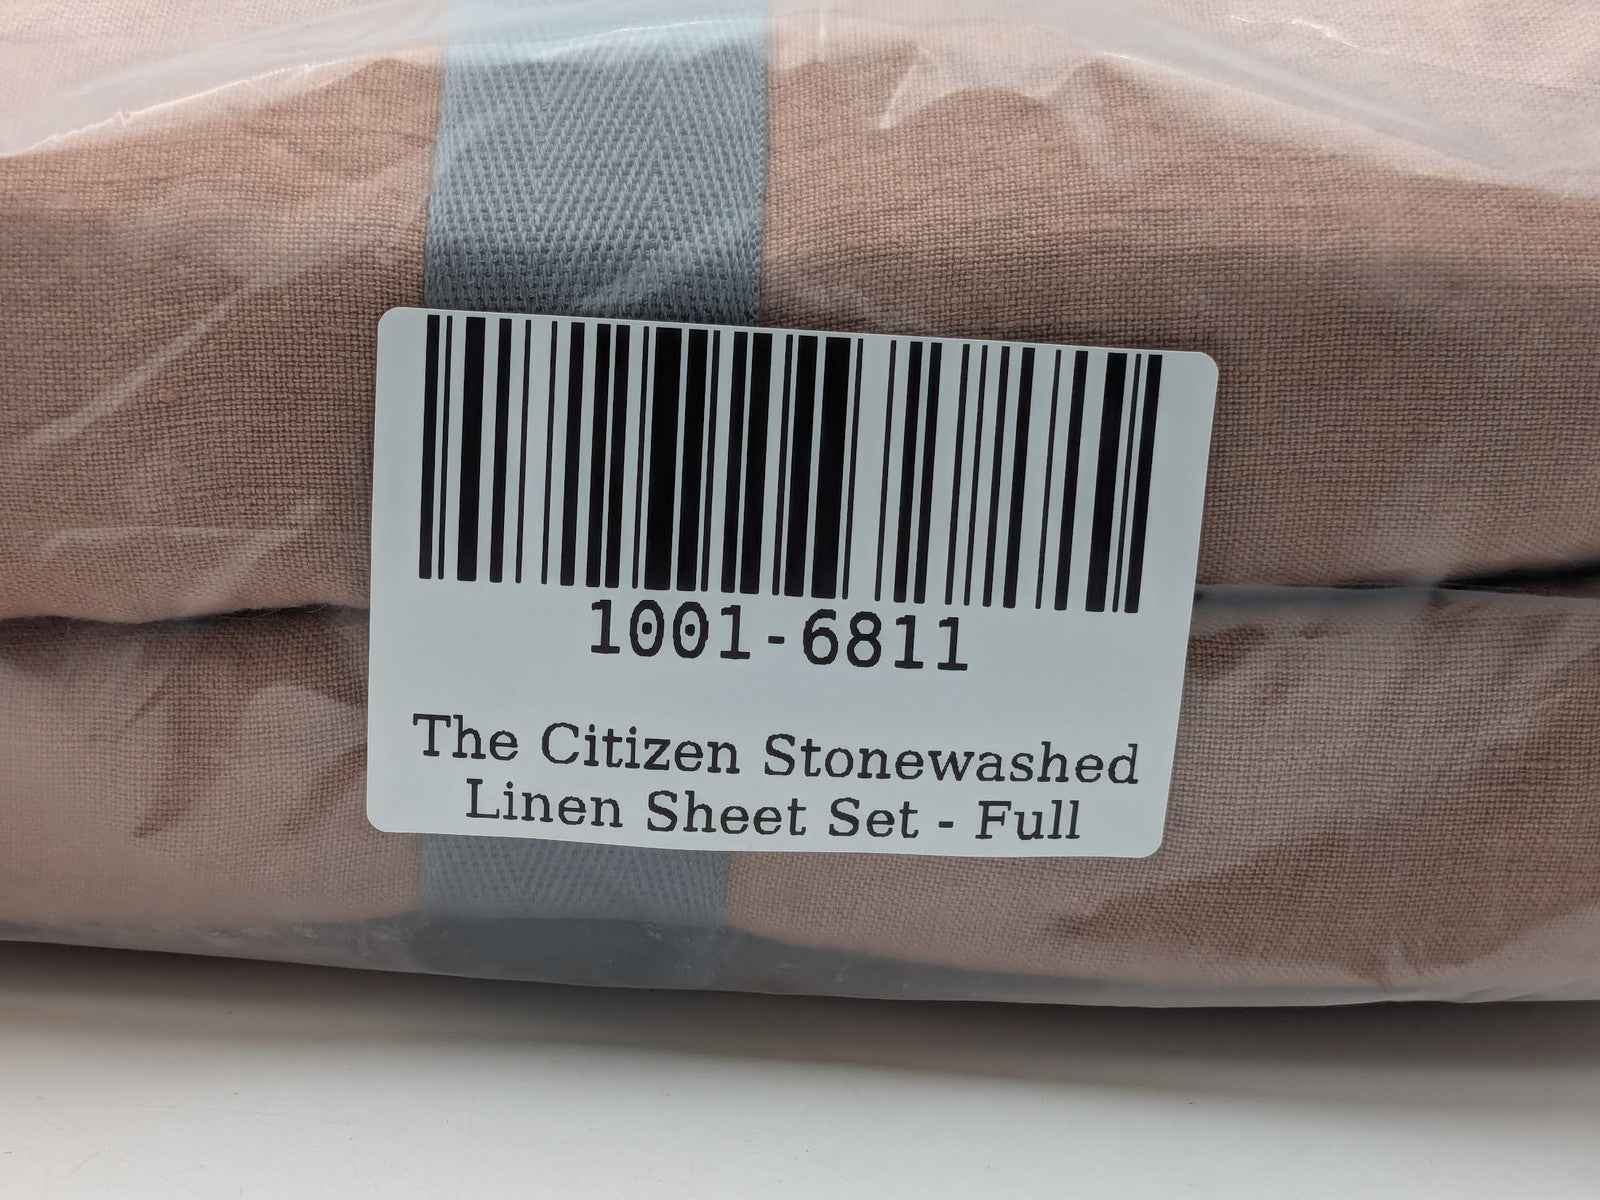 1001-6811
The Citizen Stonewashed
Linen Sheet Set - Full